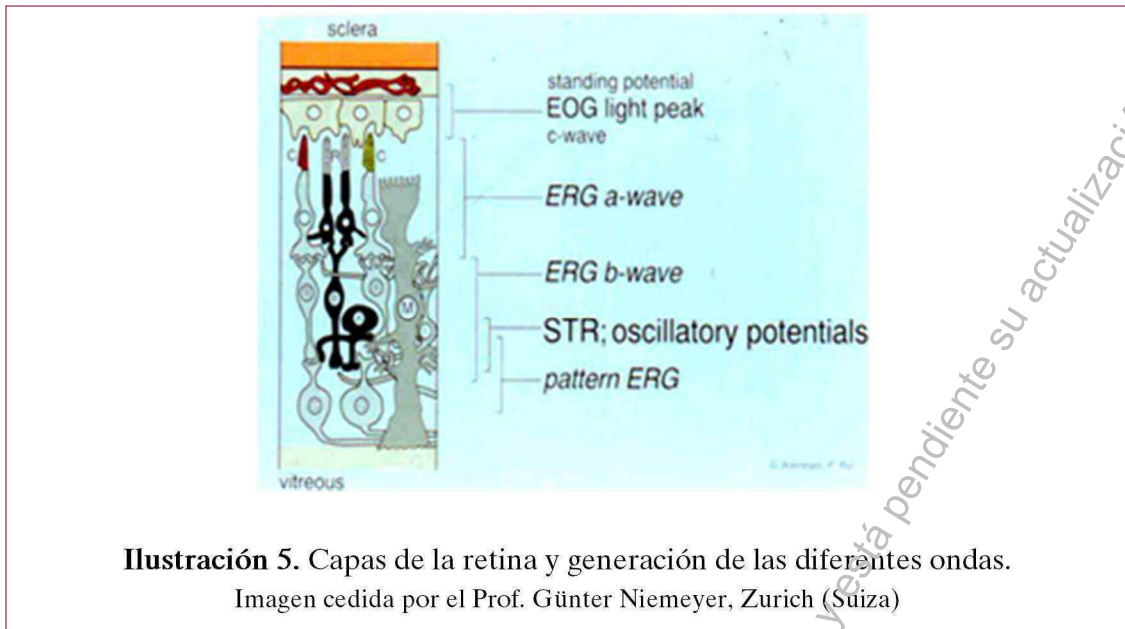 sclera
standing potential
EOG light peak
c-wave
C R C
ERG a-wave
ERG b-wave
M
STR; oscillatory potentials
pattern ERG
vitreous
Ilustración 5. Capas de la retina y generación de las diferentes ondas.
Imagen cedida por el Prof. Günter Niemeyer, Zurich (Suiza)
y está pendiente su actualizació